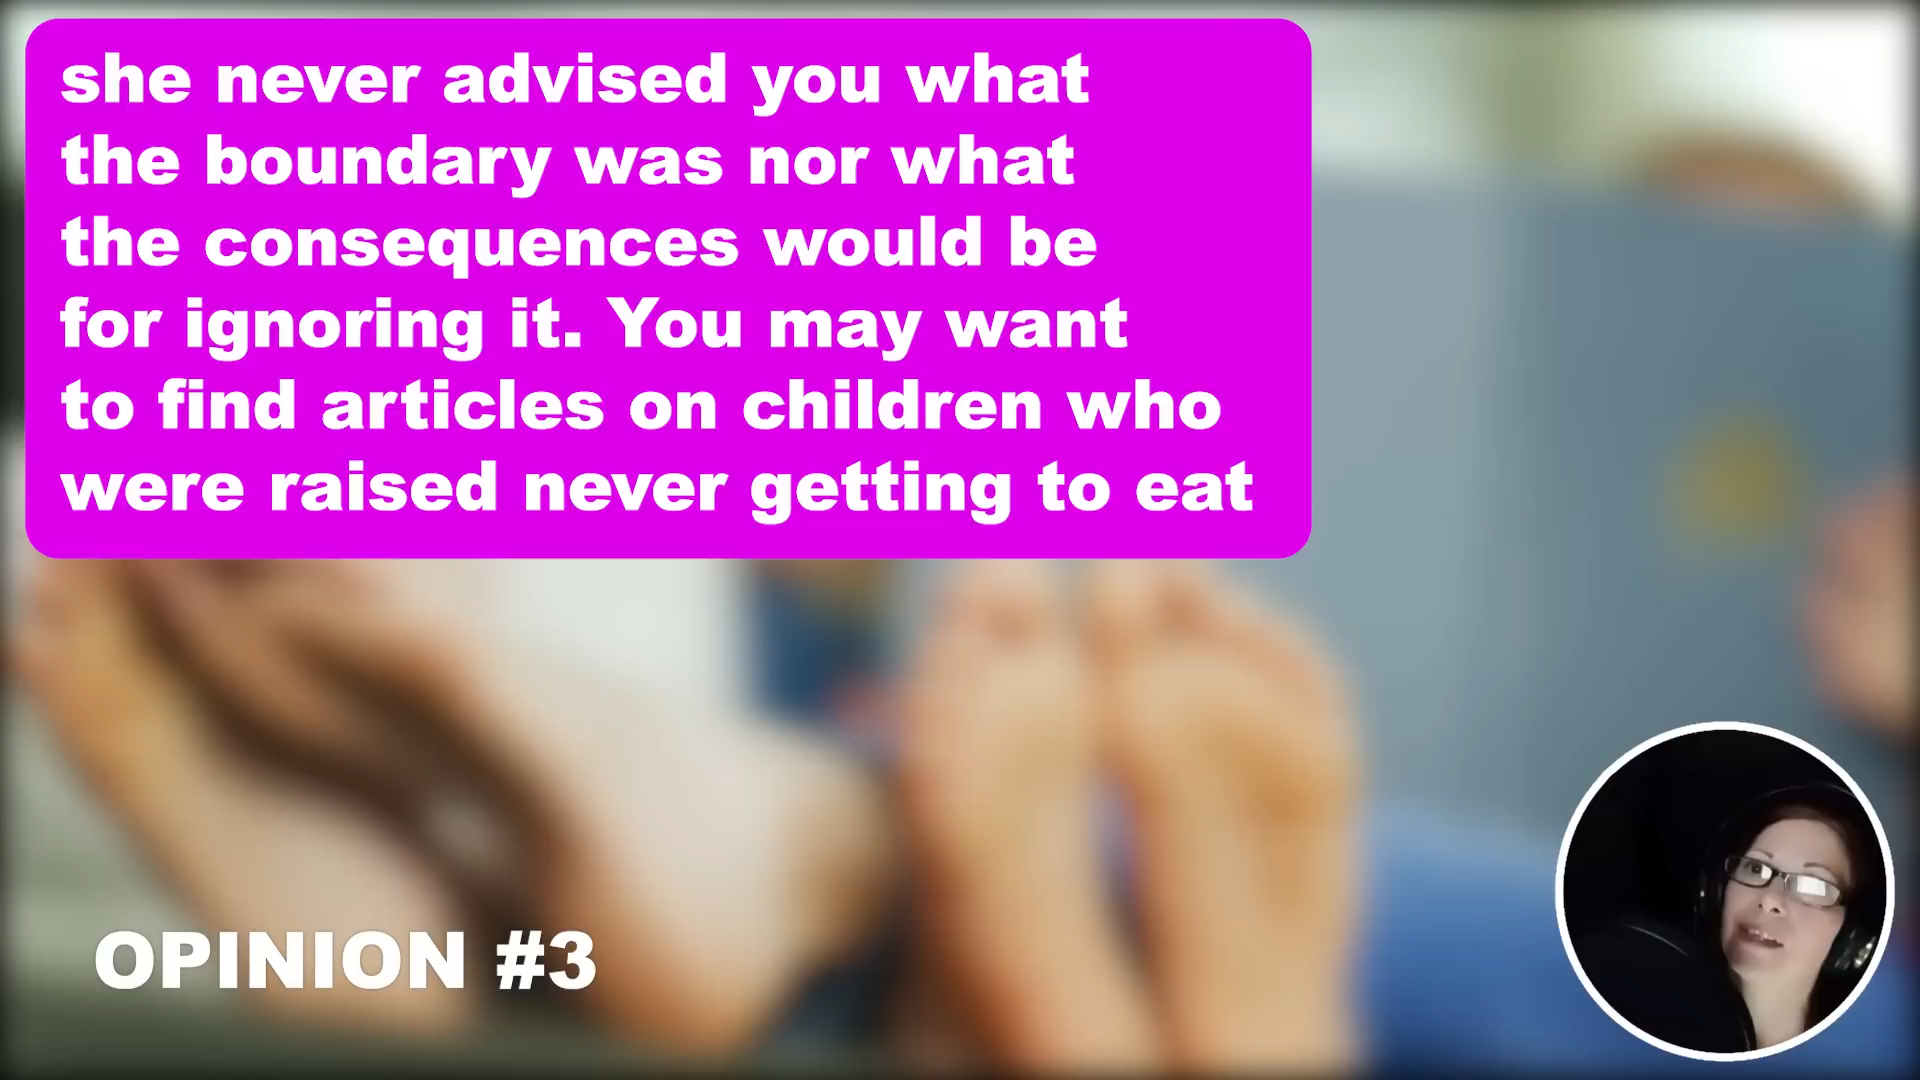 she never advised you what
the boundary was nor what
the consequences would be
for ignoring it. You may want
to find articles on children who
were raised never getting to eat
OPINION #3